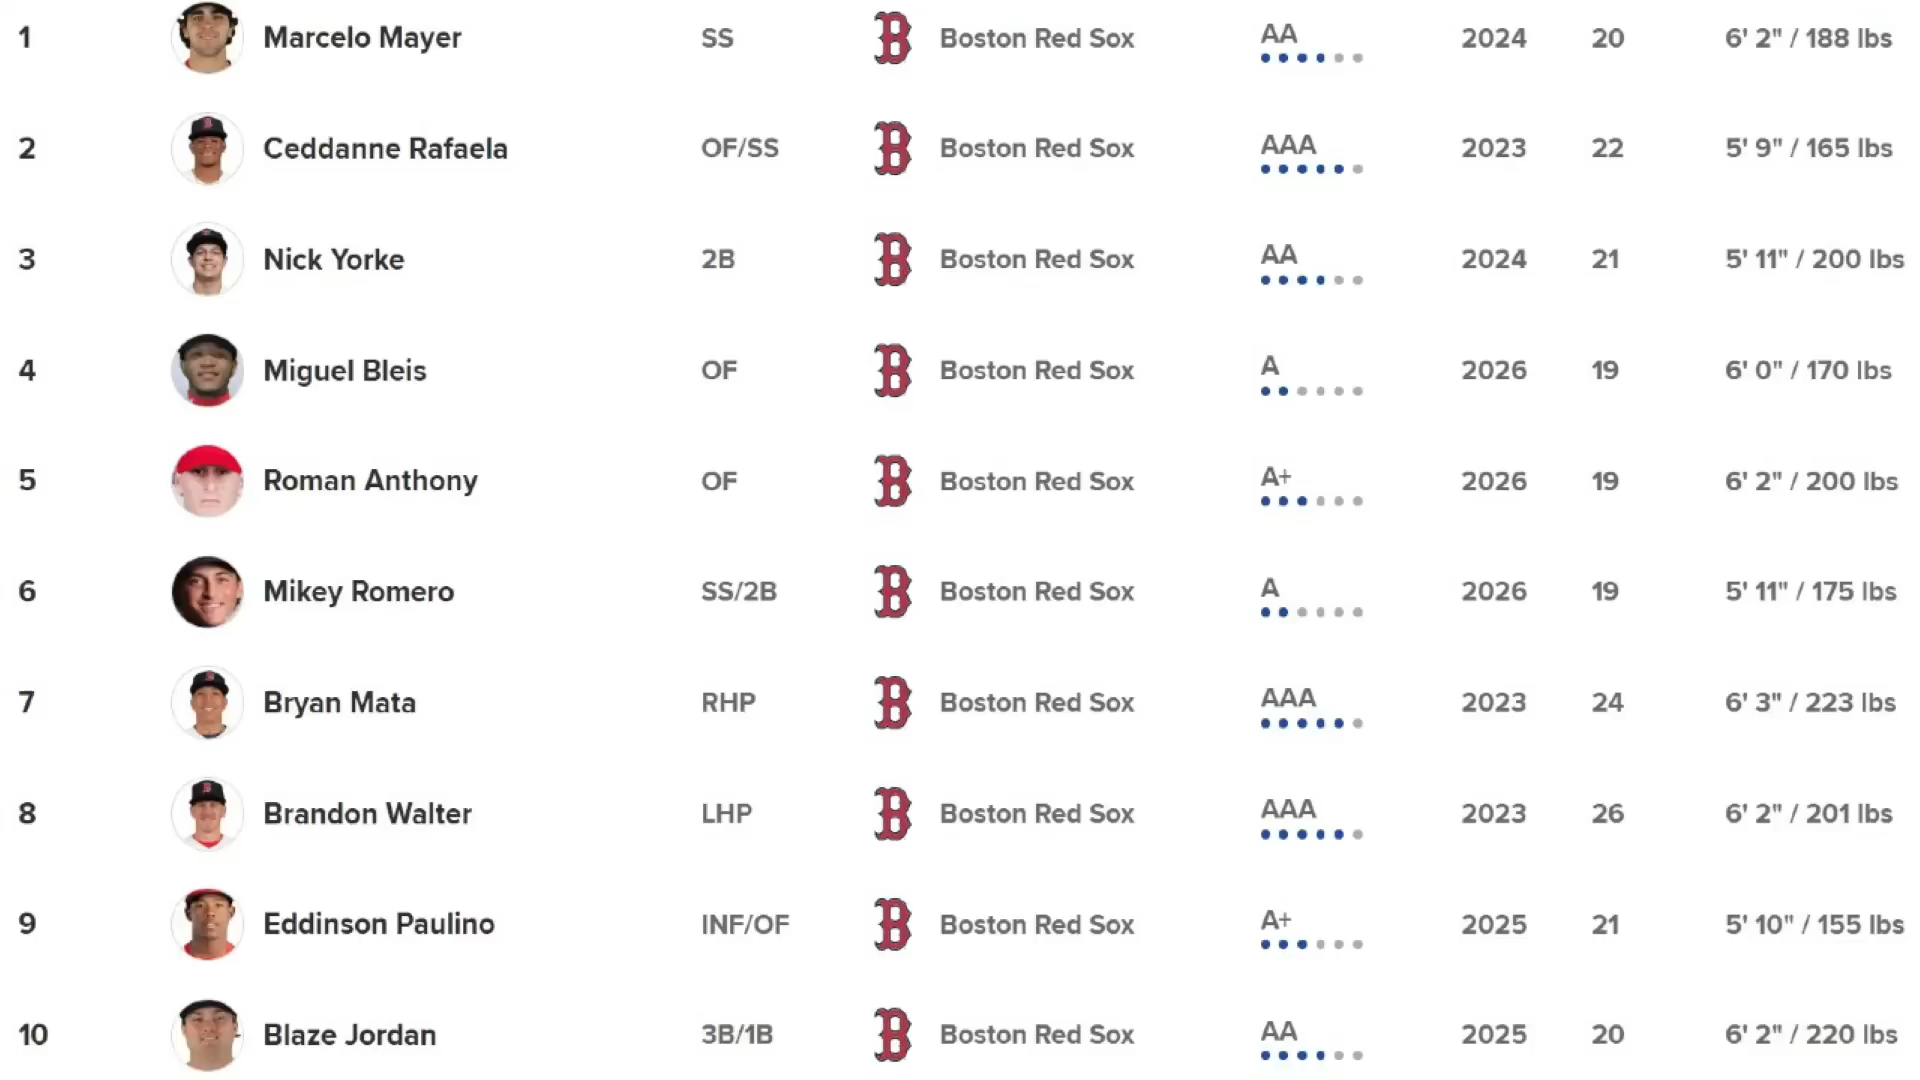 1 Marcelo Mayer SS B Boston Red Sox AA 2024 20 6' 2" / 188 lbs
2 Ceddanne Rafaela OF/SS B Boston Red Sox AAA 2023 22 5' 9" / 165 lbs
3 Nick Yorke 2B B Boston Red Sox AA 2024 21 5' 11" / 200 lbs
4 Miguel Bleis OF B Boston Red Sox A 2026 19 6' 0" / 170 lbs
5 Roman Anthony OF B Boston Red Sox A+ 2026 19 6' 2" / 200 lbs
6 Mikey Romero SS/2B B Boston Red Sox A 2026 19 5' 11" / 175 lbs
7 Bryan Mata RHP B Boston Red Sox AAA 2023 24 6' 3" / 223 lbs
8 Brandon Walter LHP B Boston Red Sox AAA 2023 26 6' 2" / 201 lbs
9 Eddinson Paulino INF/OF B Boston Red Sox A+ 2025 21 5' 10" / 155 lbs
10 Blaze Jordan 3B/1B B Boston Red Sox AA 2025 20 6' 2" / 220 lbs